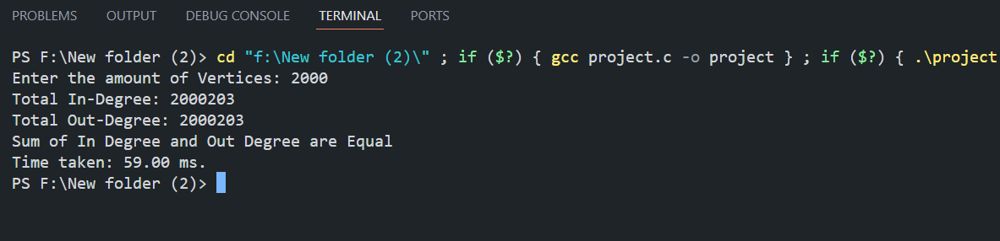 PROBLEMS OUTPUT DEBUG CONSOLE TERMINAL PORTS
PS F:\New folder (2)> cd "f:\New folder (2)\" ; if ($?) { gcc project.c -o project } ; if ($?) { .\project
Enter the amount of Vertices: 2000
Total In-Degree: 2000203
Total Out-Degree: 2000203
Sum of In Degree and Out Degree are Equal
Time taken: 59.00 ms.
PS F:\New folder (2)>